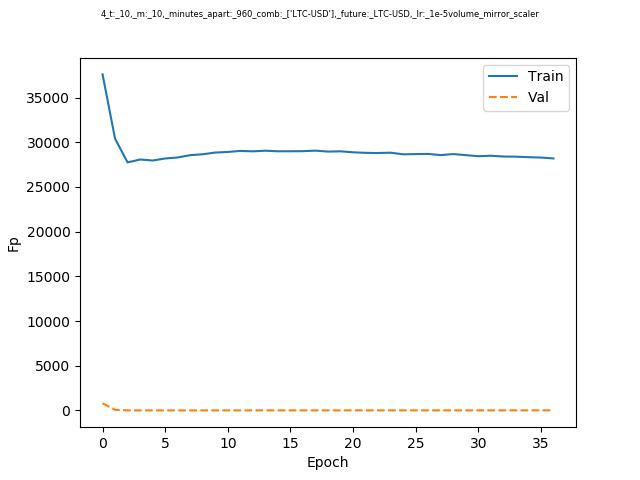 4_t:_10,_m:_10,_minutes_apart:_960_comb:_['LTC-USD'],_future:_LTC-USD,_lr:_1e-5volume_mirror_scaler
Train
Val
35000
30000
25000
20000
15000
10000
5000
0
Fp
0 5 10 15 20 25 30 35
Epoch